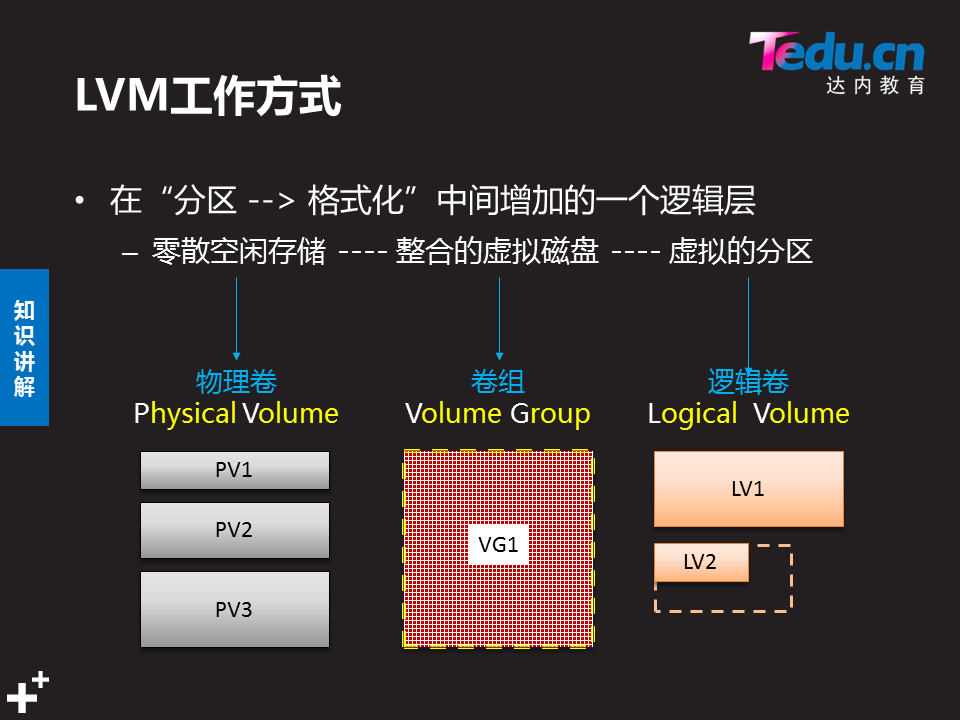 Tedu.cn
达内教育
LVM工作方式
• 在“分区 --> 格式化”中间增加的一个逻辑层
– 零散空闲存储 ---- 整合的虚拟磁盘 ---- 虚拟的分区
知识讲解
物理卷 卷组 逻辑卷
Physical Volume Volume Group Logical Volume
PV1
PV2
PV3
VG1
LV1
LV2